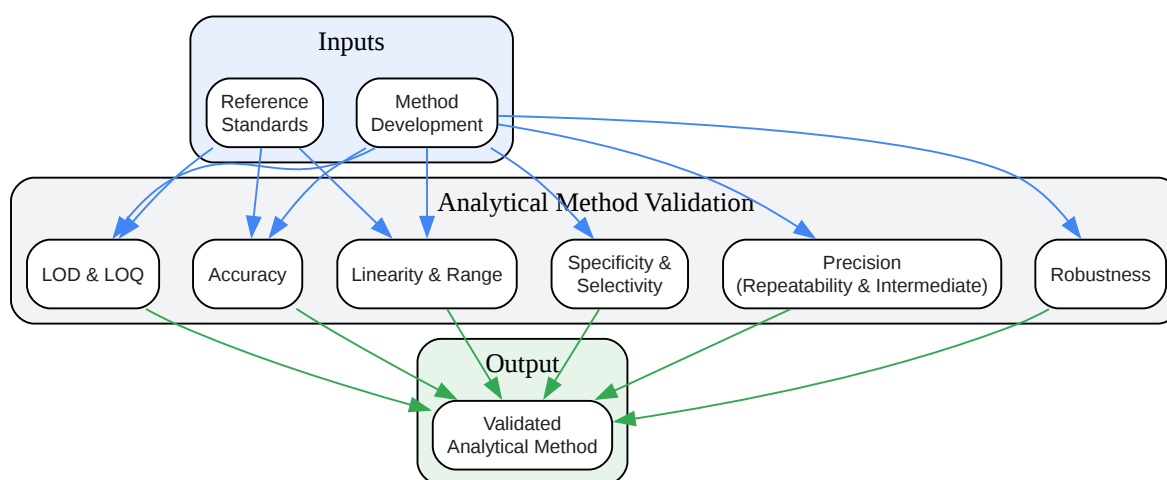 Inputs
Reference
Standards
Method
Development
Analytical Method Validation
LOD & LOQ
Accuracy
Linearity & Range
Specificity &
Selectivity
Precision
(Repeatability & Intermediate)
Robustness
Output
Validated
Analytical Method